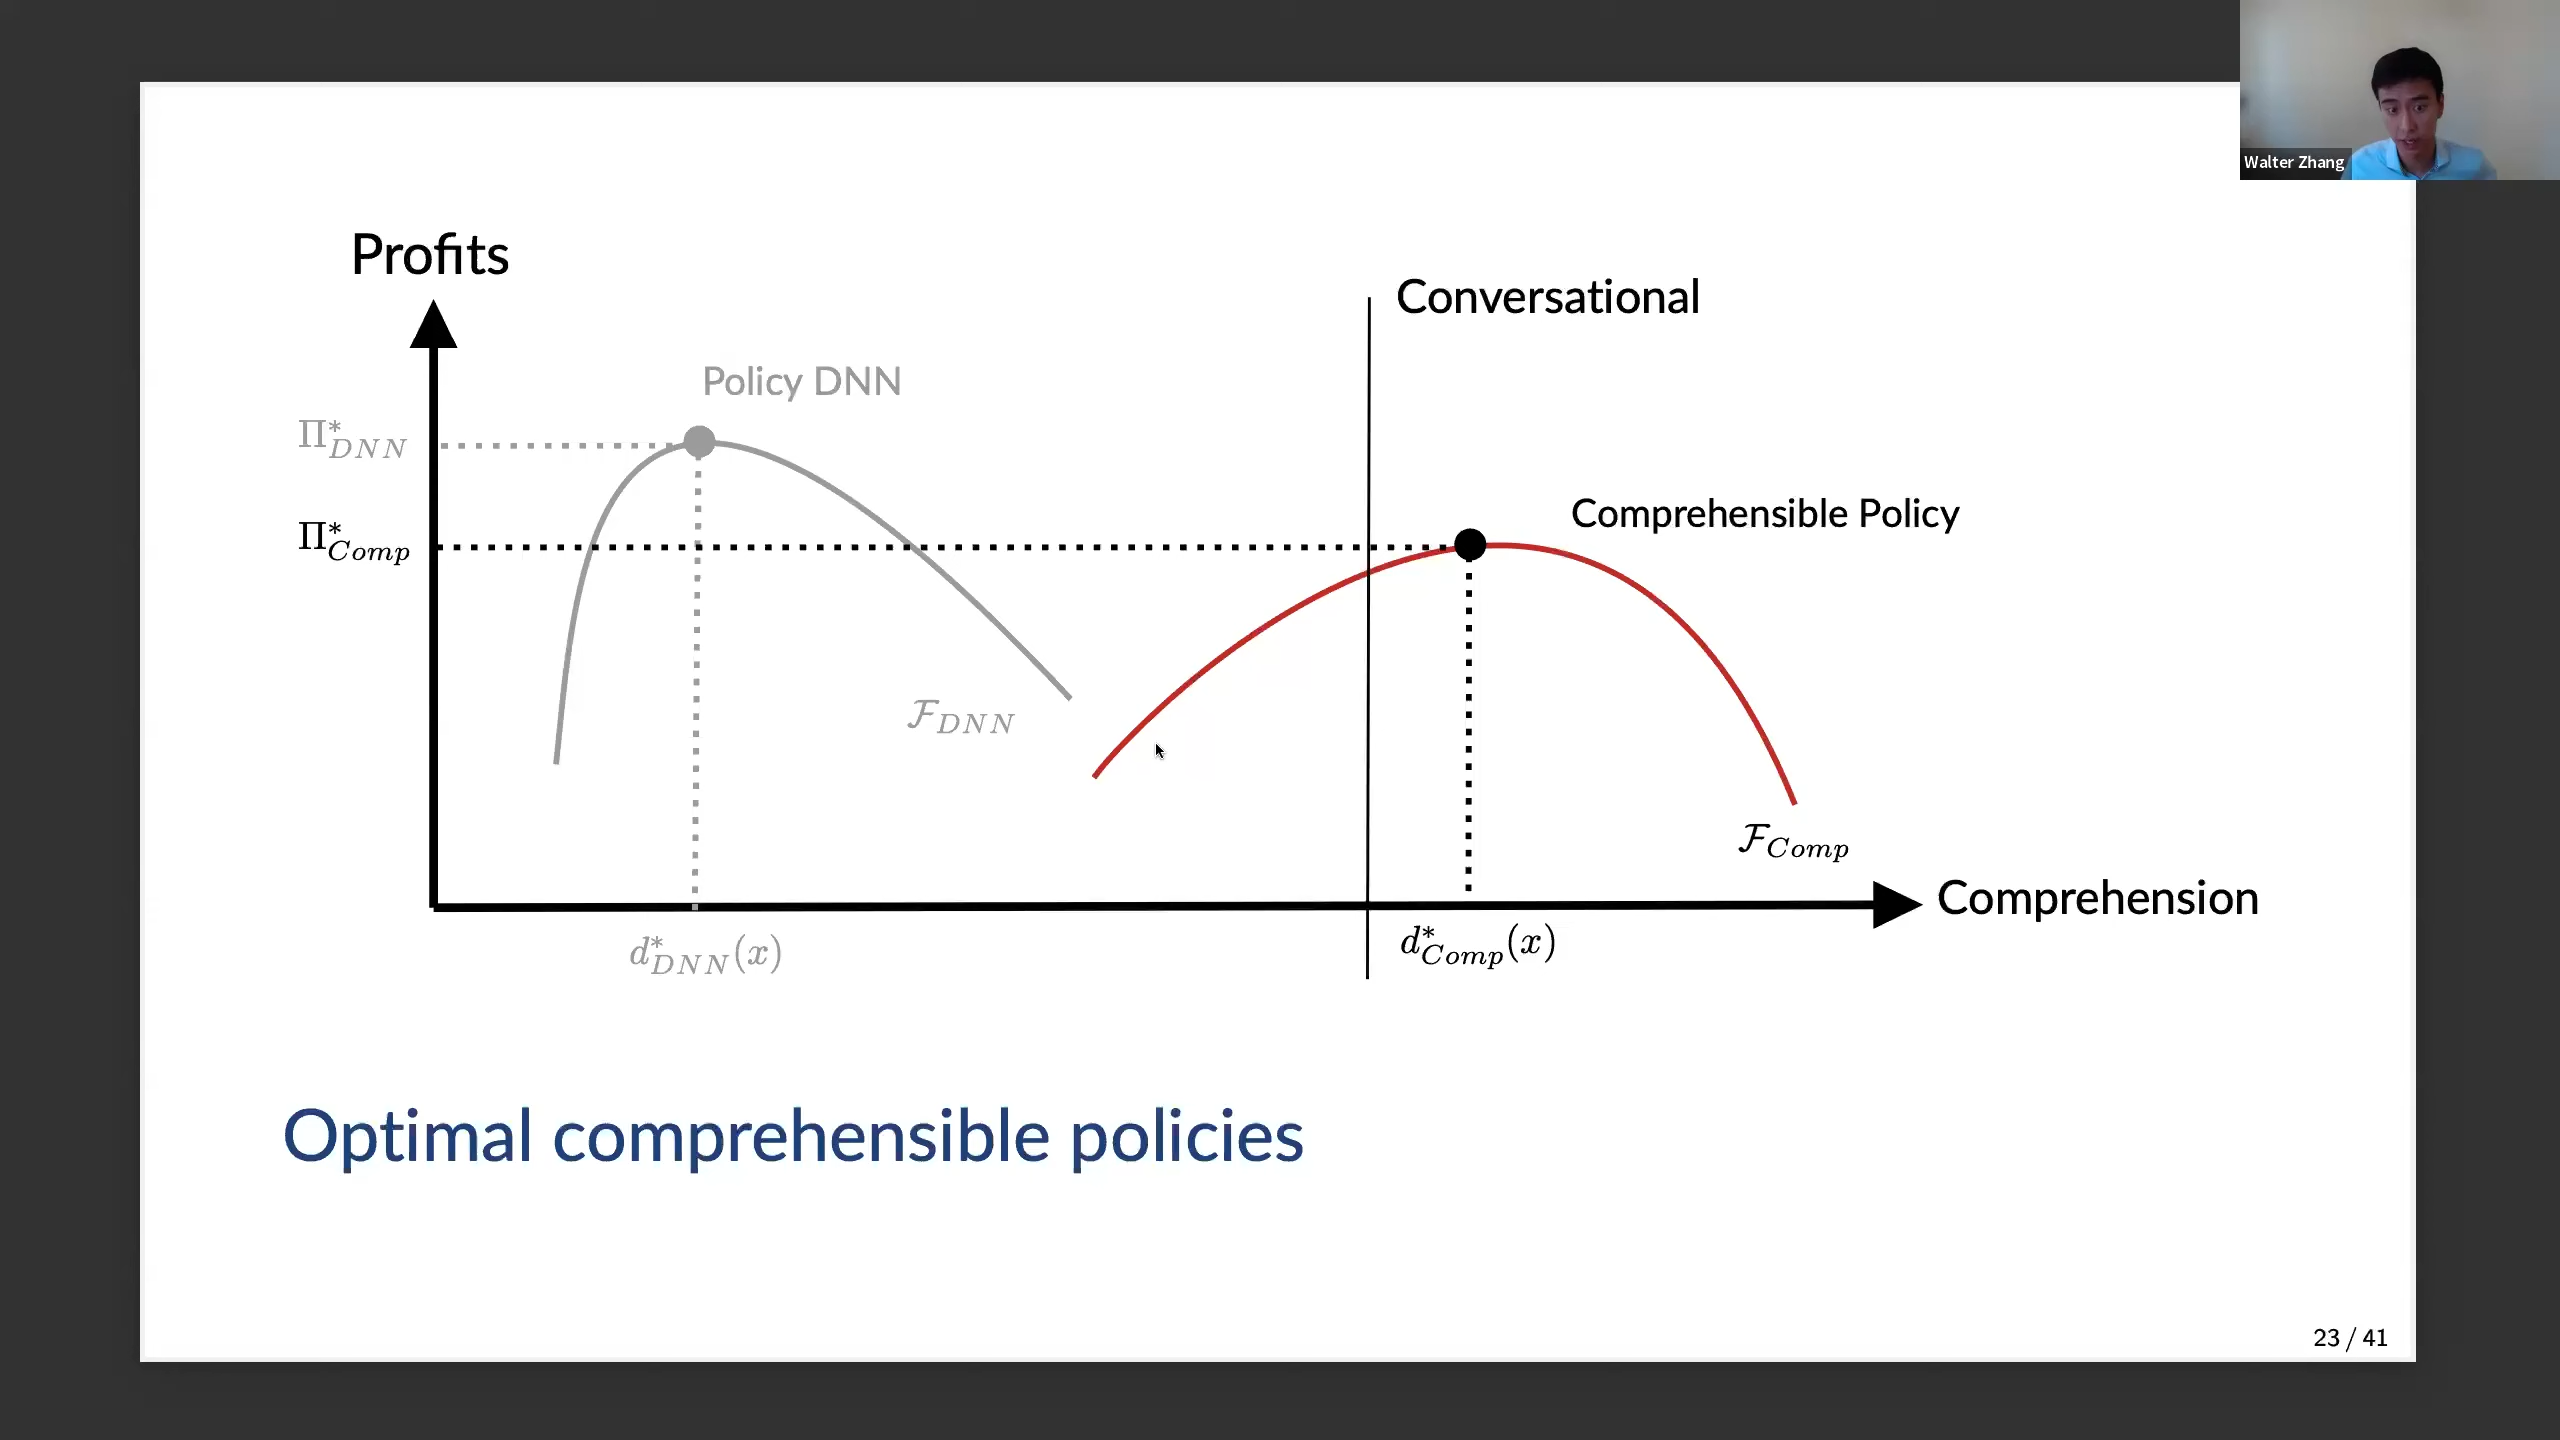 Walter Zhang
Profits
Conversational
Policy DNN
Π*DNN
Comprehensible Policy
Π*Comp
FDNN
FComp
Comprehension
d*DNN(x)
d*Comp(x)
Optimal comprehensible policies
23 / 41